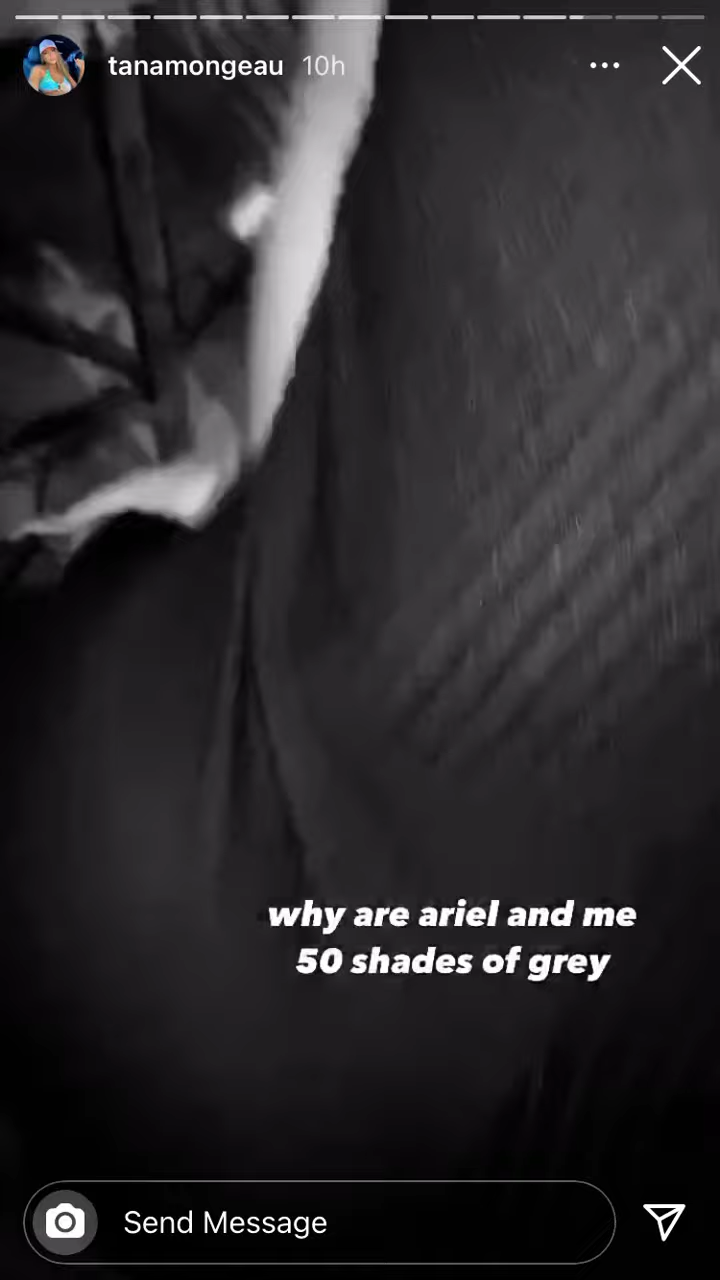 tanamongeau 10h
why are ariel and me
50 shades of grey
Send Message